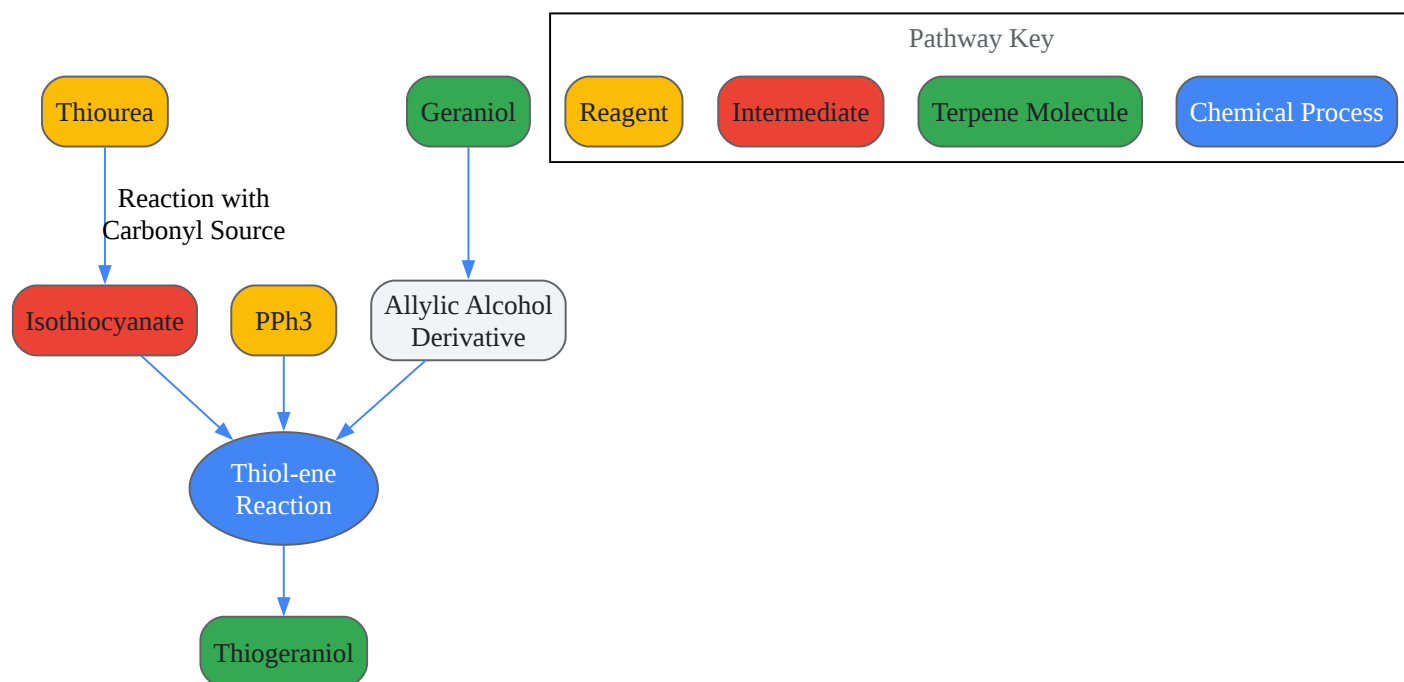 Pathway Key
Thiourea
Geraniol
Reagent
Intermediate
Terpene Molecule
Chemical Process
Reaction with
Carbonyl Source
Isothiocyanate
PPh3
Allylic Alcohol
Derivative
Thiol-ene
Reaction
Thiogeraniol